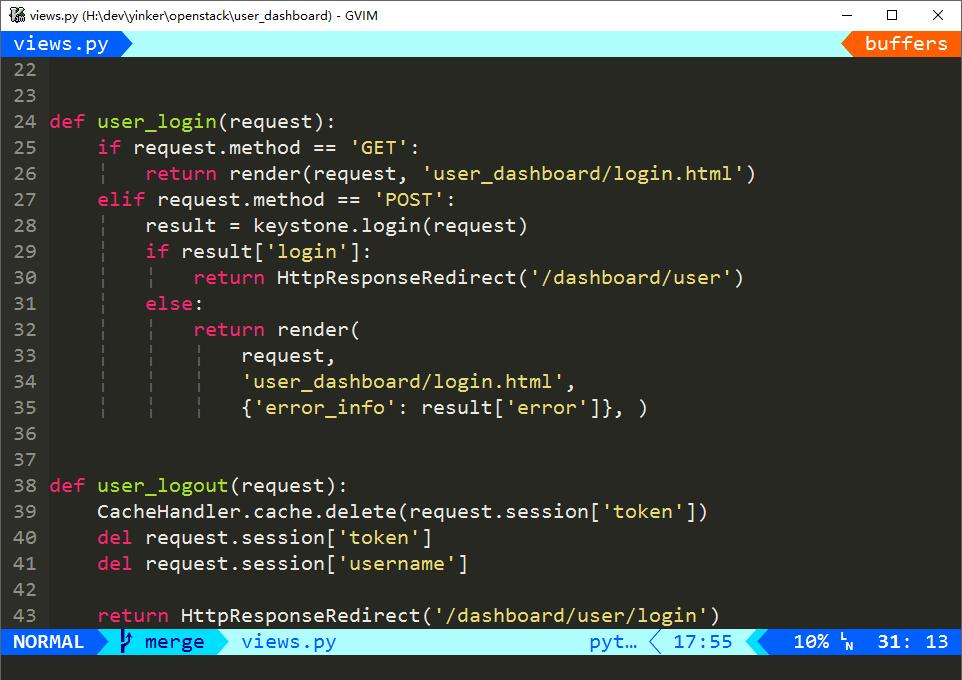 views.py (H:\dev\yinker\openstack\user_dashboard) - GVIM
views.py buffers
22
23
24 def user_login(request):
25     if request.method == 'GET':
26         return render(request, 'user_dashboard/login.html')
27     elif request.method == 'POST':
28         result = keystone.login(request)
29         if result['login']:
30             return HttpResponseRedirect('/dashboard/user')
31         else:
32             return render(
33                 request,
34                 'user_dashboard/login.html',
35                 {'error_info': result['error']}, )
36
37
38 def user_logout(request):
39     CacheHandler.cache.delete(request.session['token'])
40     del request.session['token']
41     del request.session['username']
42
43     return HttpResponseRedirect('/dashboard/user/login')
NORMAL merge views.py pyt… 17:55 10% LN 31: 13